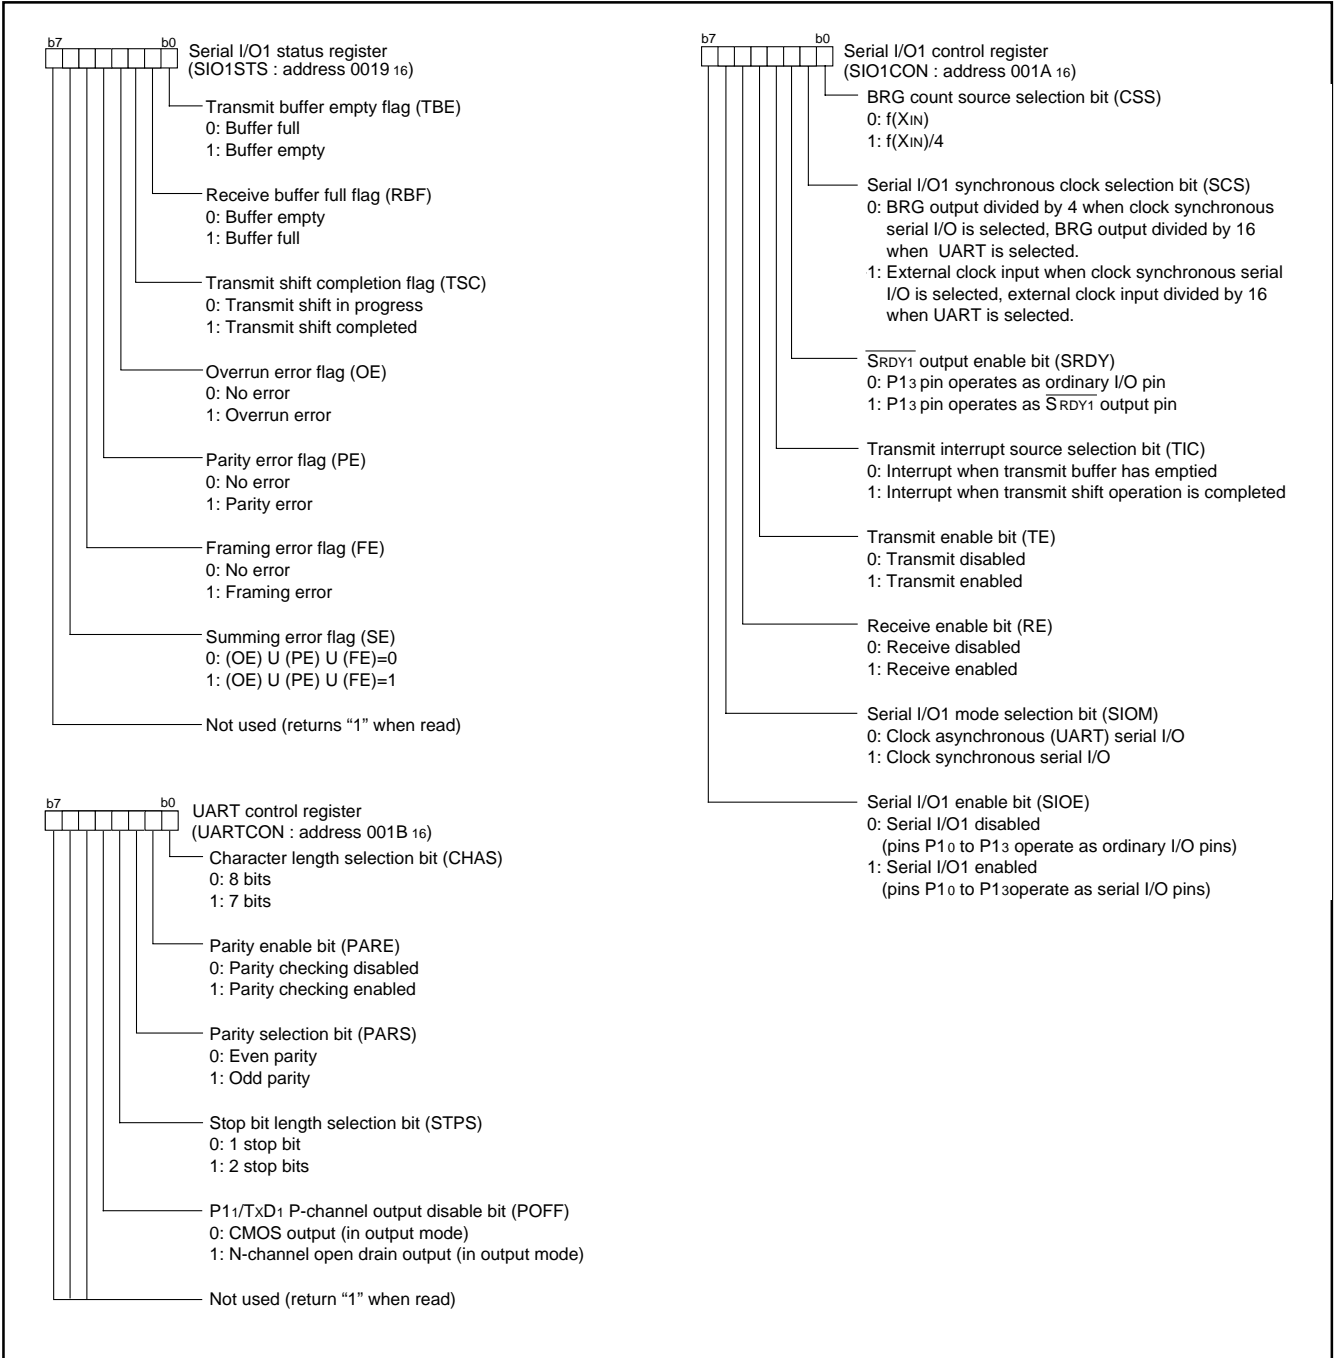 b7 b0
Serial I/O1 status register
(SIO1STS : address 0019 16)
Transmit buffer empty flag (TBE)
0: Buffer full
1: Buffer empty
Receive buffer full flag (RBF)
0: Buffer empty
1: Buffer full
Transmit shift completion flag (TSC)
0: Transmit shift in progress
1: Transmit shift completed
Overrun error flag (OE)
0: No error
1: Overrun error
Parity error flag (PE)
0: No error
1: Parity error
Framing error flag (FE)
0: No error
1: Framing error
Summing error flag (SE)
0: (OE) U (PE) U (FE)=0
1: (OE) U (PE) U (FE)=1
Not used (returns “1” when read)
b7 b0
UART control register
(UARTCON : address 001B 16)
Character length selection bit (CHAS)
0: 8 bits
1: 7 bits
Parity enable bit (PARE)
0: Parity checking disabled
1: Parity checking enabled
Parity selection bit (PARS)
0: Even parity
1: Odd parity
Stop bit length selection bit (STPS)
0: 1 stop bit
1: 2 stop bits
P11/TXD1 P-channel output disable bit (POFF)
0: CMOS output (in output mode)
1: N-channel open drain output (in output mode)
Not used (return “1” when read)
b7 b0
Serial I/O1 control register
(SIO1CON : address 001A 16)
BRG count source selection bit (CSS)
0: f(XIN)
1: f(XIN)/4
Serial I/O1 synchronous clock selection bit (SCS)
0: BRG output divided by 4 when clock synchronous
serial I/O is selected, BRG output divided by 16
when UART is selected.
1: External clock input when clock synchronous serial
I/O is selected, external clock input divided by 16
when UART is selected.
SRDY1 output enable bit (SRDY)
0: P13 pin operates as ordinary I/O pin
1: P13 pin operates as SRDY1 output pin
Transmit interrupt source selection bit (TIC)
0: Interrupt when transmit buffer has emptied
1: Interrupt when transmit shift operation is completed
Transmit enable bit (TE)
0: Transmit disabled
1: Transmit enabled
Receive enable bit (RE)
0: Receive disabled
1: Receive enabled
Serial I/O1 mode selection bit (SIOM)
0: Clock asynchronous (UART) serial I/O
1: Clock synchronous serial I/O
Serial I/O1 enable bit (SIOE)
0: Serial I/O1 disabled
(pins P10 to P13 operate as ordinary I/O pins)
1: Serial I/O1 enabled
(pins P10 to P13operate as serial I/O pins)